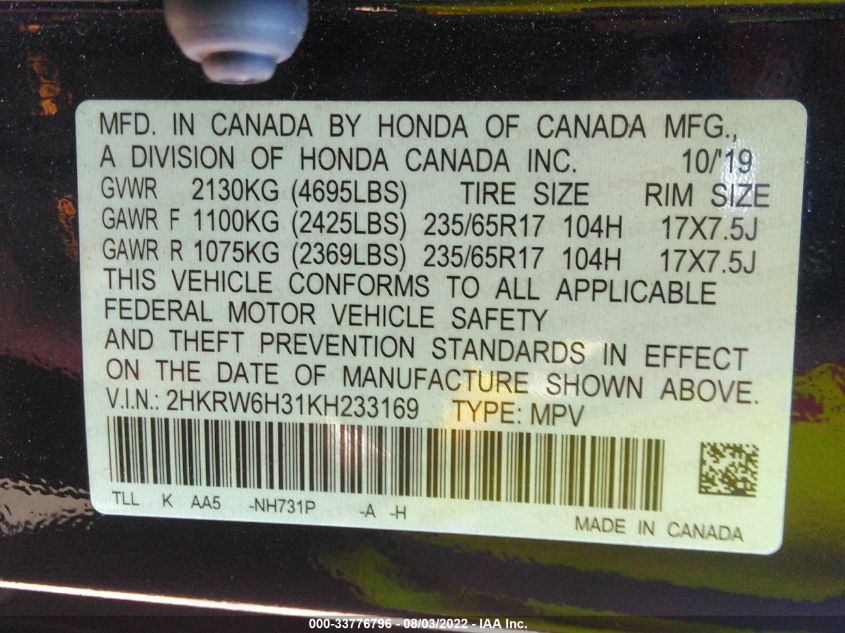 MFD. IN CANADA BY HONDA OF CANADA MFG.,
A DIVISION OF HONDA CANADA INC. 10/'19
GVWR 2130KG (4695LBS) TIRE SIZE RIM SIZE
GAWR F 1100KG (2425LBS) 235/65R17 104H 17X7.5J
GAWR R 1075KG (2369LBS) 235/65R17 104H 17X7.5J
THIS VEHICLE CONFORMS TO ALL APPLICABLE
FEDERAL MOTOR VEHICLE SAFETY
AND THEFT PREVENTION STANDARDS IN EFFECT
ON THE DATE OF MANUFACTURE SHOWN ABOVE.
V.I.N.: 2HKRW6H31KH233169 TYPE: MPV
TLL K AA5 -NH731P -A -H
MADE IN CANADA
000-33776796 - 08/03/2022 - IAA Inc.